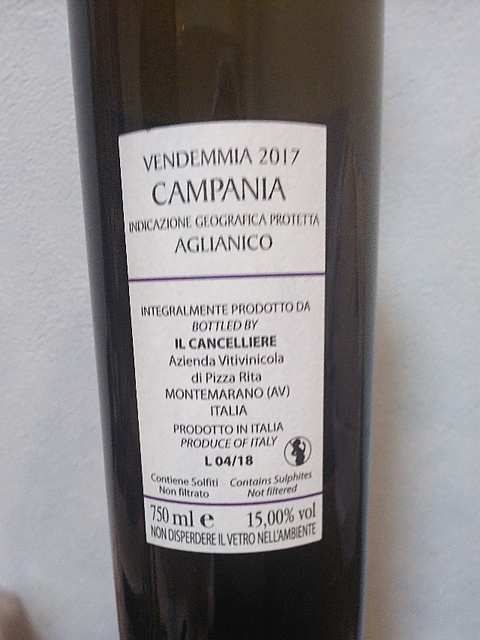 VENDEMMIA 2017
CAMPANIA
INDICAZIONE GEOGRAFICA PROTETTA
AGLIANICO
INTEGRALMENTE PRODOTTO DA
BOTTLED BY
IL CANCELLIERE
Azienda Vitivinicola
di Pizza Rita
MONTEMARANO (AV)
ITALIA
PRODOTTO IN ITALIA
PRODUCE OF ITALY
L 04/18
Contiene Solfiti Contains Sulphites
Non filtrato Not filtered
750 ml e 15,00% vol
NON DISPERDERE IL VETRO NELL'AMBIENTE